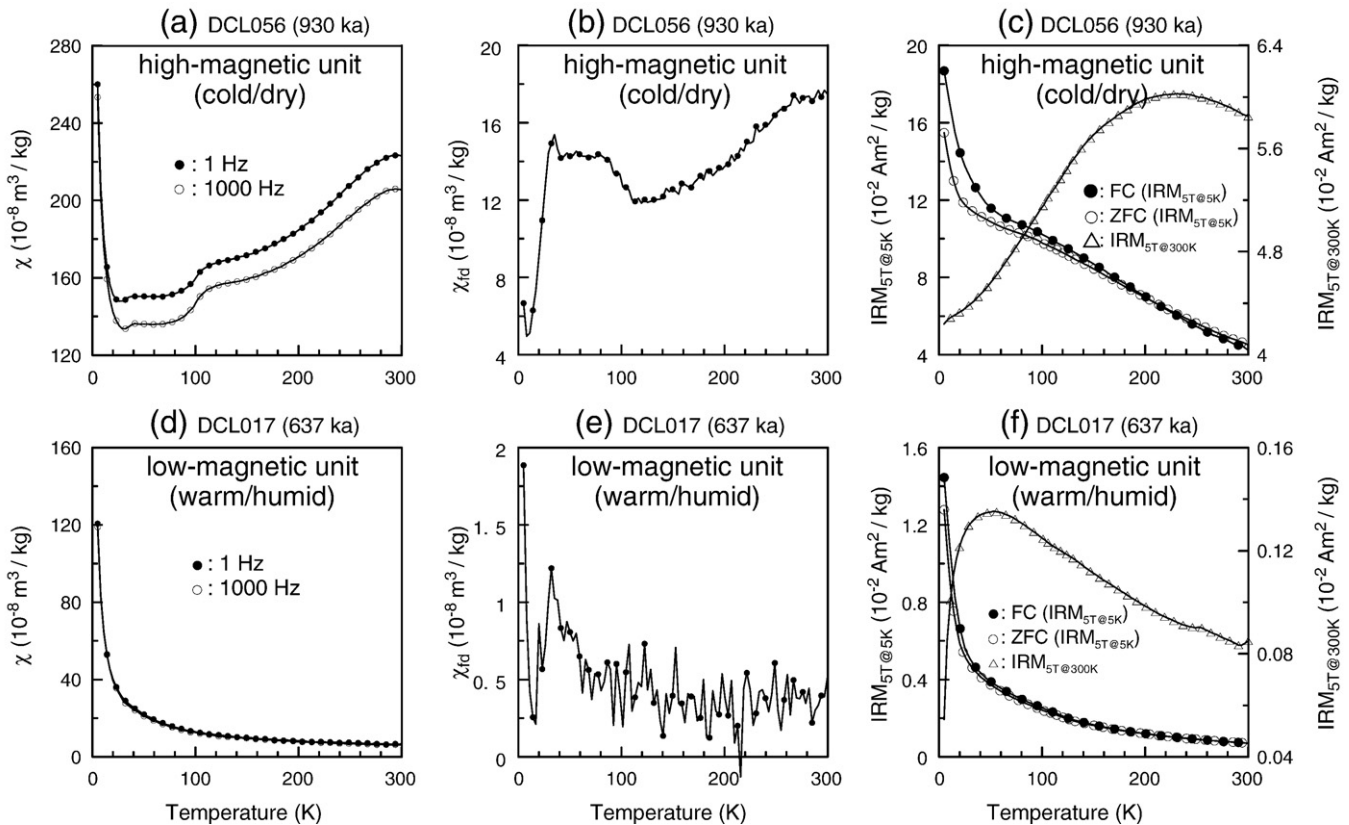 (a) DCL056 (930 ka)
280
240
200
160
120
χ (10⁻⁸ m³ / kg)
high-magnetic unit
(cold/dry)
● : 1 Hz
○ : 1000 Hz
0 100 200 300
(b) DCL056 (930 ka)
20
16
12
8
4
χfd (10⁻⁸ m³ / kg)
high-magnetic unit
(cold/dry)
0 100 200 300
(c) DCL056 (930 ka)
18
16
14
12
10
8
6
4
IRM5T@5K (10⁻² Am² / kg)
high-magnetic unit
(cold/dry)
●: FC (IRM5T@5K)
○: ZFC (IRM5T@5K)
△: IRM5T@300K
6.4
5.6
4.8
4
IRM5T@300K (10⁻² Am² / kg)
0 100 200 300
(d) DCL017 (637 ka)
160
120
80
40
0
χ (10⁻⁸ m³ / kg)
low-magnetic unit
(warm/humid)
● : 1 Hz
○ : 1000 Hz
0 100 200 300
Temperature (K)
(e) DCL017 (637 ka)
2
1.5
1
0.5
0
χfd (10⁻⁸ m³ / kg)
low-magnetic unit
(warm/humid)
0 100 200 300
Temperature (K)
(f) DCL017 (637 ka)
1.6
1.2
0.8
0.4
0
IRM5T@5K (10⁻² Am² / kg)
low-magnetic unit
(warm/humid)
● : FC (IRM5T@5K)
○ : ZFC (IRM5T@5K)
△ : IRM5T@300K
0.16
0.12
0.08
0.04
IRM5T@300K (10⁻² Am² / kg)
0 100 200 300
Temperature (K)